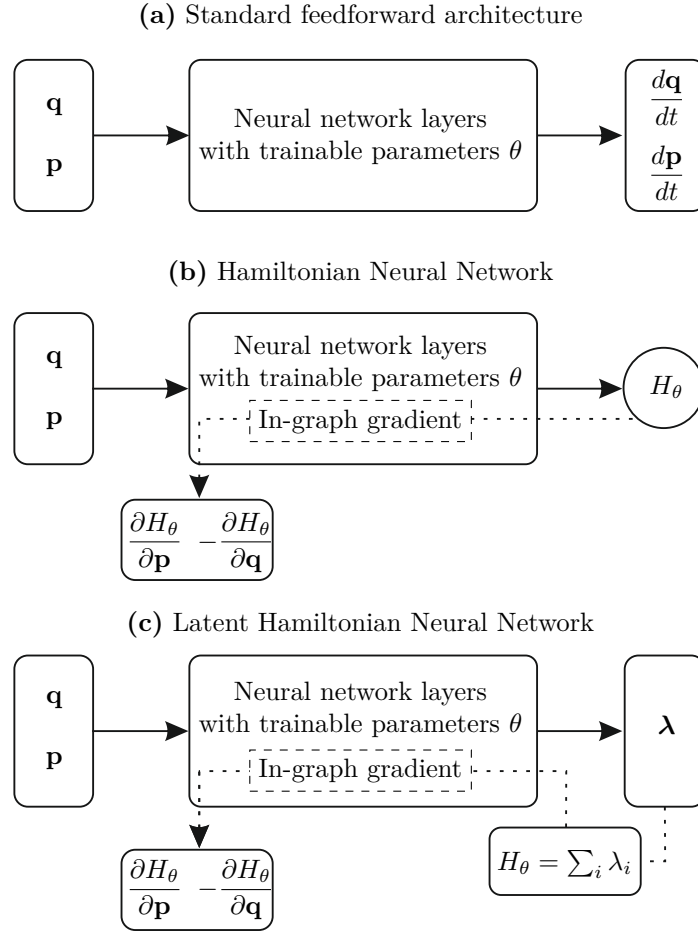 (a) Standard feedforward architecture
q
p
Neural network layers
with trainable parameters θ
dq/dt
dp/dt
(b) Hamiltonian Neural Network
q
p
Neural network layers
with trainable parameters θ
In-graph gradient
H_θ
∂H_θ/∂p −∂H_θ/∂q
(c) Latent Hamiltonian Neural Network
q
p
Neural network layers
with trainable parameters θ
In-graph gradient
λ
∂H_θ/∂p −∂H_θ/∂q
H_θ = ∑_i λ_i